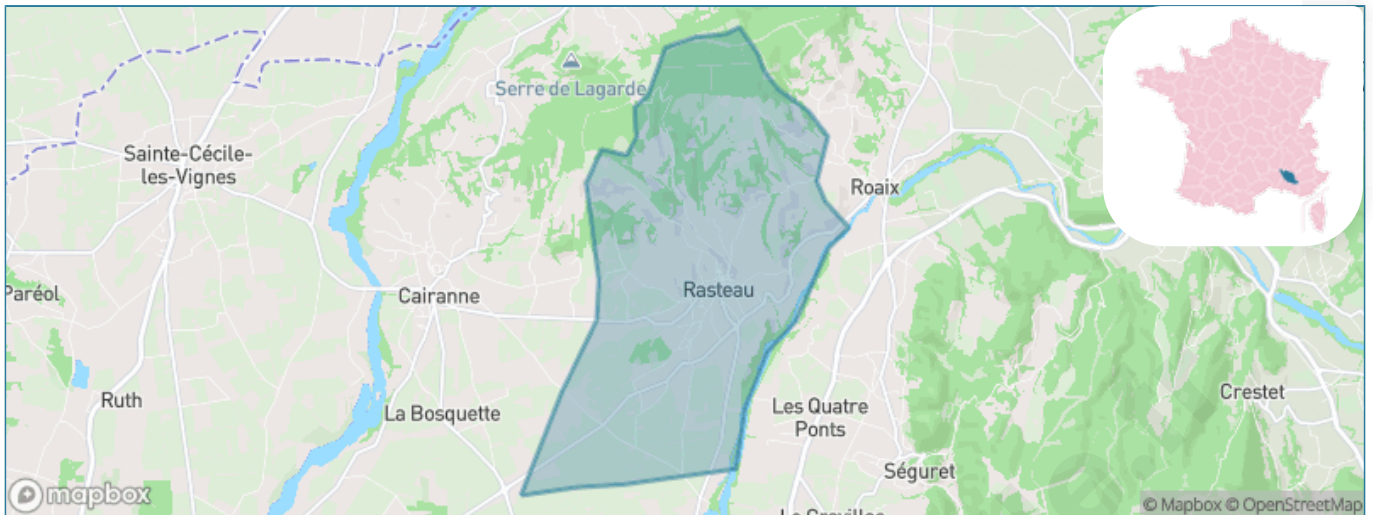 Serre de Lagarde
Sainte-Cécile-
les-Vignes
Roaix
Rasteau
Paréol
Cairanne
Ruth
La Bosquette
Les Quatre
Ponts
Crestet
Séguret
mapbox
© Mapbox © OpenStreetMap